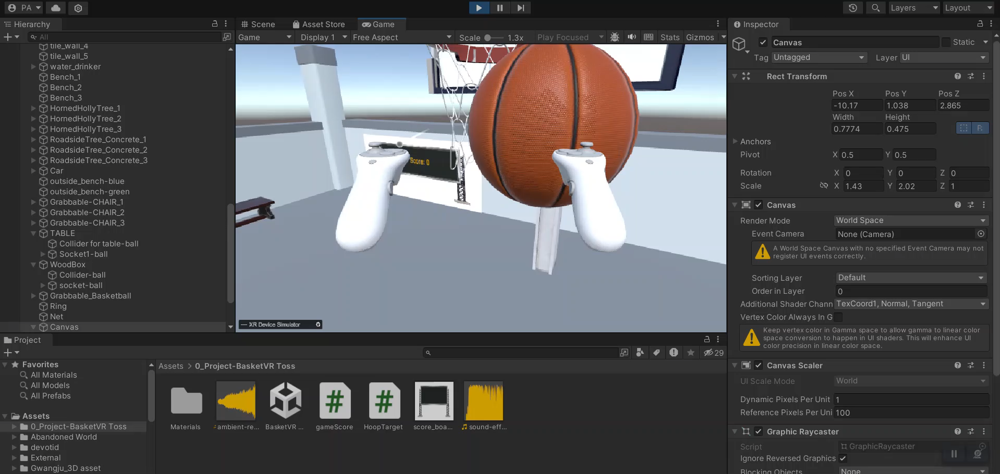 PA
Layers
Layout
Hierarchy
All
tile_wall_4
tile_wall_5
water_drinker
Bench_1
Bench_2
Bench_3
HornedHollyTree_1
HornedHollyTree_2
HornedHollyTree_3
RoadsideTree_Concrete_1
RoadsideTree_Concrete_2
RoadsideTree_Concrete_3
Car
outside_bench-blue
outside_bench-green
Grabbable-CHAIR_1
Grabbable-CHAIR_2
Grabbable-CHAIR_3
TABLE
Collider for table-ball
Socket1-ball
WoodBox
Collider-ball
socket-ball
Grabbable_Basketball
Ring
Net
Canvas
Scene Asset Store Game
Game Display 1 Free Aspect Scale 1.3x Play Focused Stats Gizmos
Score: 0
XR Device Simulator
Inspector
Canvas Static
Tag Untagged Layer UI
Rect Transform
Pos X Pos Y Pos Z
-10.17 1.038 2.865
Width Height
0.7774 0.475 R
Anchors
Pivot X 0.5 Y 0.5
Rotation X 0 Y 0 Z 0
Scale X 1.43 Y 2.02 Z 1
Canvas
Render Mode World Space
Event Camera None (Camera)
A World Space Canvas with no specified Event Camera may not
register UI events correctly.
Sorting Layer Default
Order in Layer 0
Additional Shader Chann TexCoord1, Normal, Tangent
Vertex Color Always In G
Keep vertex color in Gamma space to allow gamma to linear color
space conversion to happen in UI shaders. This will enhance UI
color precision in linear color space.
Canvas Scaler
UI Scale Mode World
Dynamic Pixels Per Unit 1
Reference Pixels Per Uni 100
Graphic Raycaster
Script GraphicRaycaster
Ignore Reversed Graphics
Blocking Objects None
Project
29
Favorites
All Materials
All Models
All Prefabs
Assets
0_Project-BasketVR Toss
Abandoned World
devotid
External
Gwangju_3D asset
Assets > 0_Project-BasketVR Toss
Materials
ambient-re...
BasketVR ...
gameScore
HoopTarget
score_boa...
sound-eff...